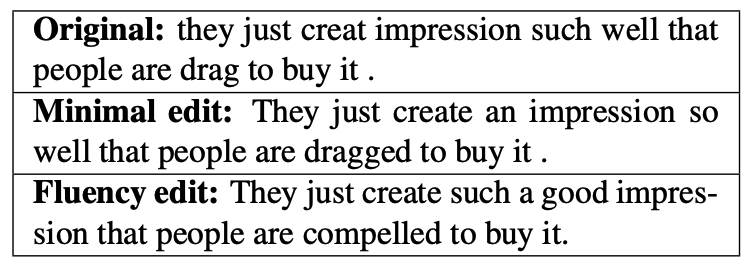 Original: they just creat impression such well that
people are drag to buy it .
Minimal edit: They just create an impression so
well that people are dragged to buy it .
Fluency edit: They just create such a good impres-
sion that people are compelled to buy it.